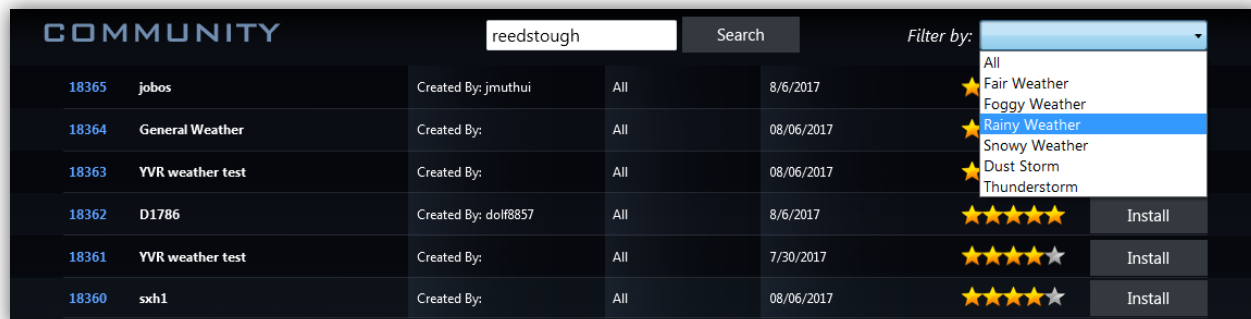 COMMUNITY reedstough Search Filter by:
All
Fair Weather
Foggy Weather
Rainy Weather
Snowy Weather
Dust Storm
Thunderstorm
18365 jobos Created By: jmuthui All 8/6/2017
18364 General Weather Created By: All 08/06/2017
18363 YVR weather test Created By: All 08/06/2017
18362 D1786 Created By: dolf8857 All 8/6/2017 Install
18361 YVR weather test Created By: All 7/30/2017 Install
18360 sxh1 Created By: All 08/06/2017 Install